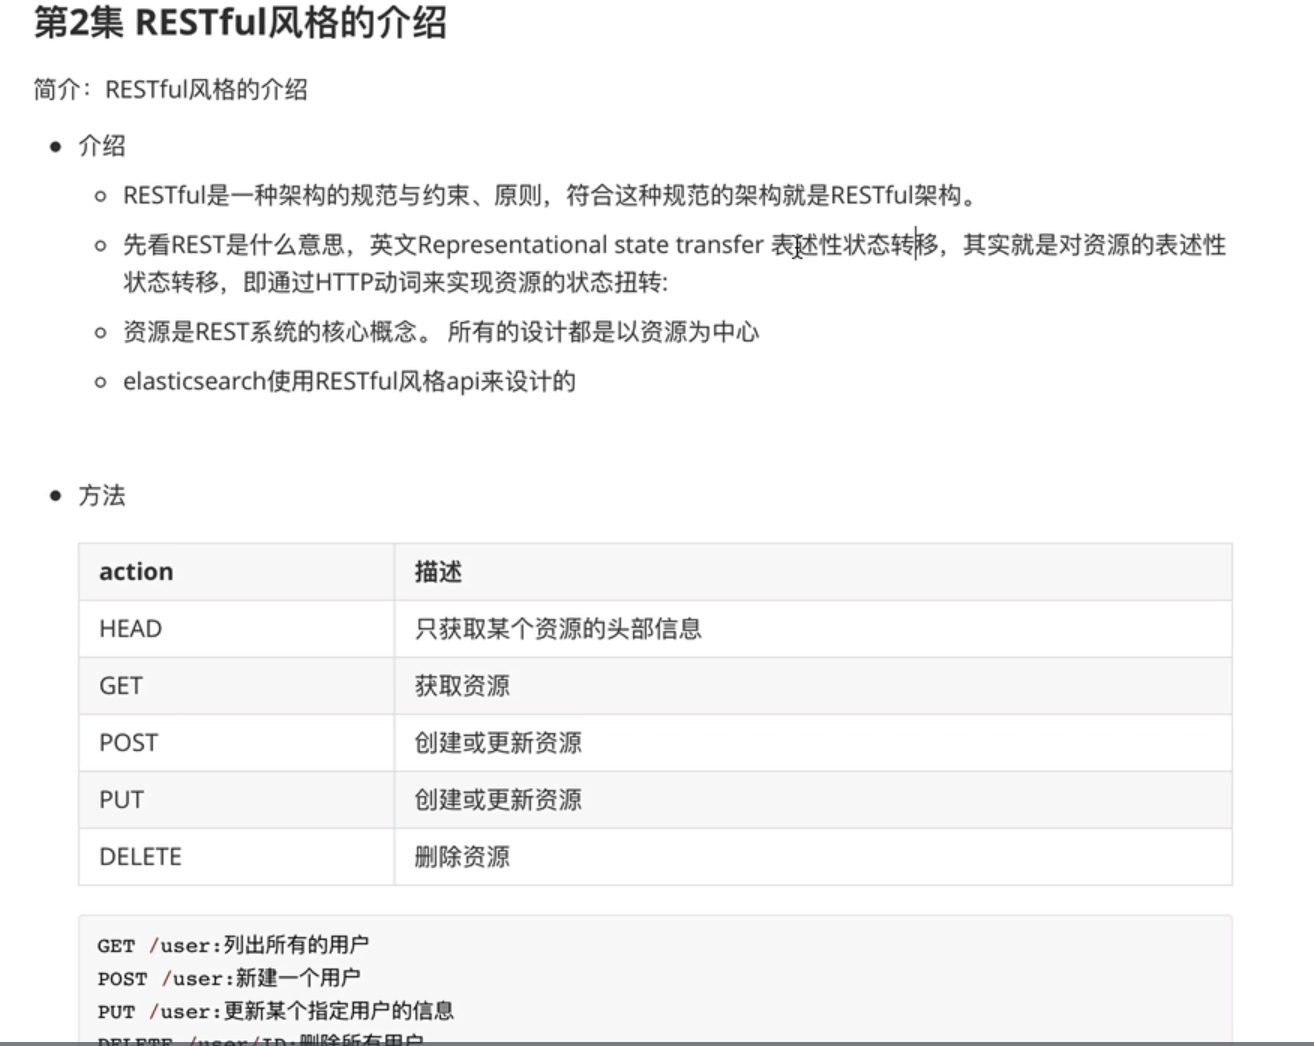 第2集 RESTful风格的介绍
简介：RESTful风格的介绍
介绍
RESTful是一种架构的规范与约束、原则，符合这种规范的架构就是RESTful架构。
先看REST是什么意思，英文Representational state transfer 表述性状态转移，其实就是对资源的表述性
状态转移，即通过HTTP动词来实现资源的状态扭转:
资源是REST系统的核心概念。 所有的设计都是以资源为中心
elasticsearch使用RESTful风格api来设计的
方法
action 描述
HEAD 只获取某个资源的头部信息
GET 获取资源
POST 创建或更新资源
PUT 创建或更新资源
DELETE 删除资源
GET /user:列出所有的用户
POST /user:新建一个用户
PUT /user:更新某个指定用户的信息
DELETE /user/ID:删除所有用户